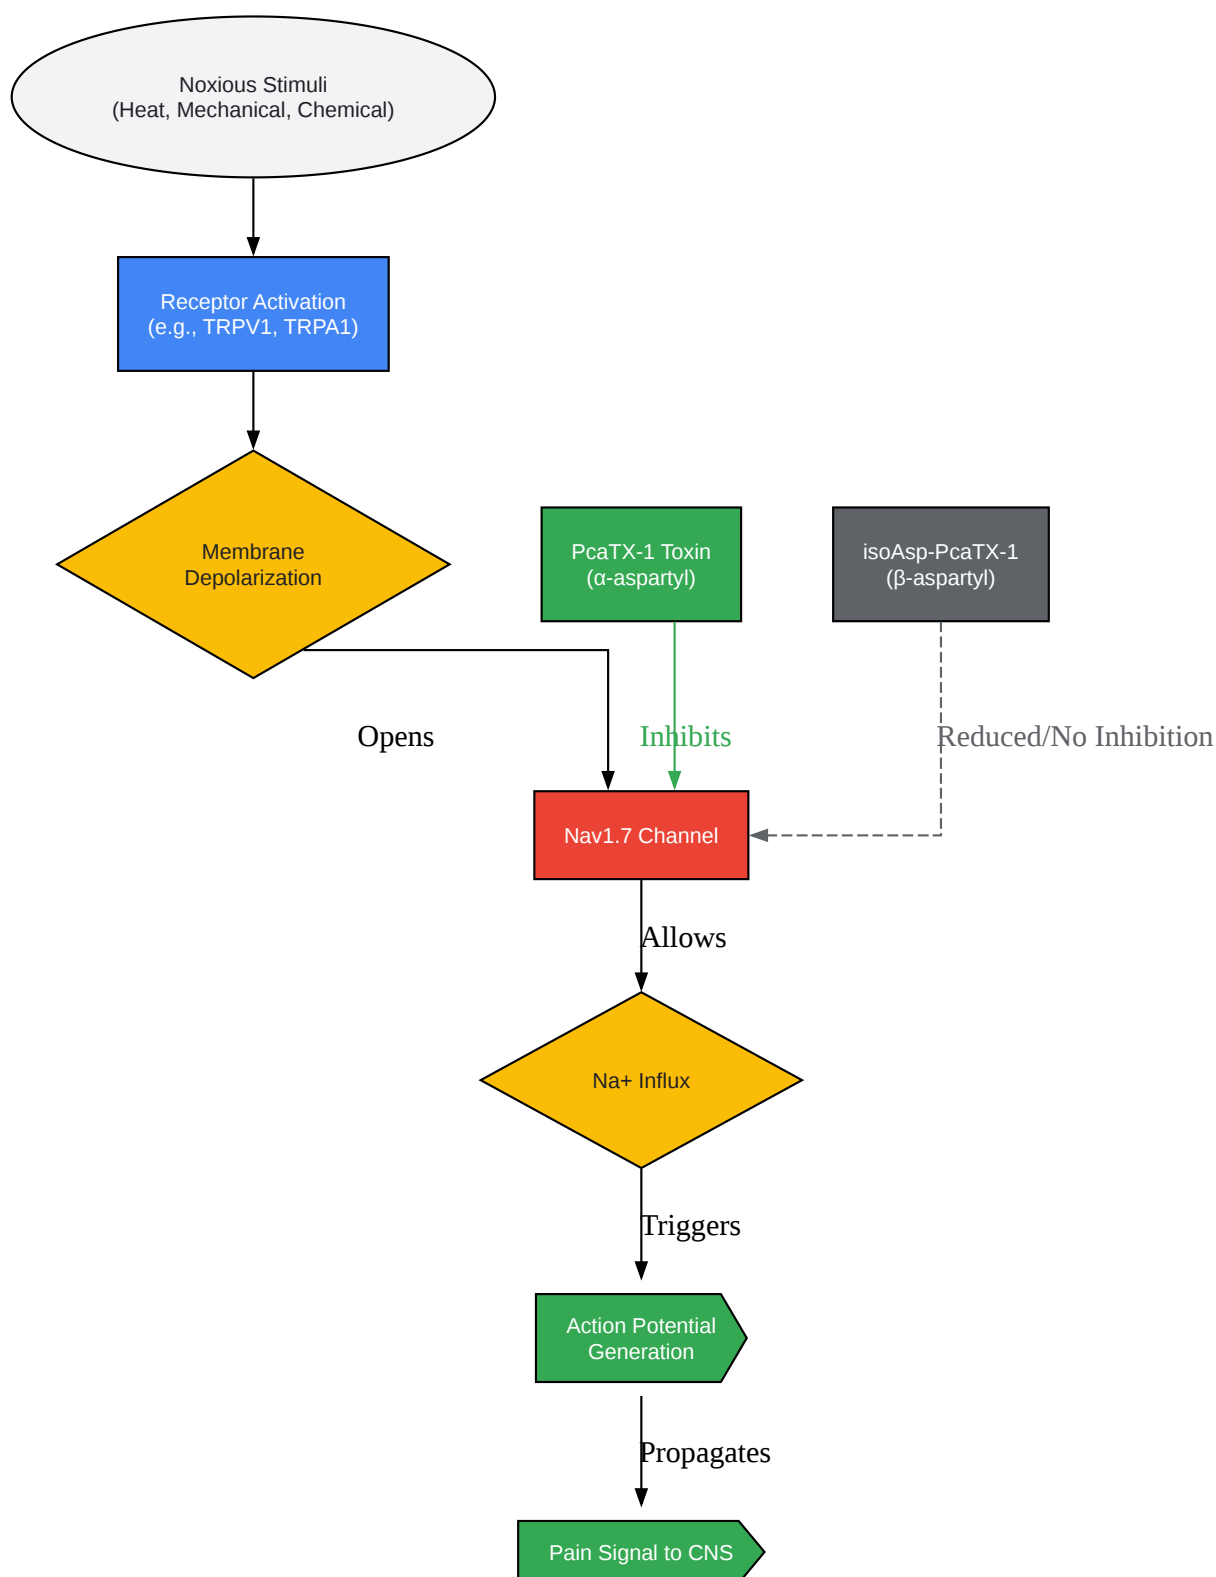 Noxious Stimuli
(Heat, Mechanical, Chemical)
Receptor Activation
(e.g., TRPV1, TRPA1)
Membrane
Depolarization
PcaTX-1 Toxin
(α-aspartyl)
isoAsp-PcaTX-1
(β-aspartyl)
Opens
Inhibits
Reduced/No Inhibition
Nav1.7 Channel
Allows
Na+ Influx
Triggers
Action Potential
Generation
Propagates
Pain Signal to CNS